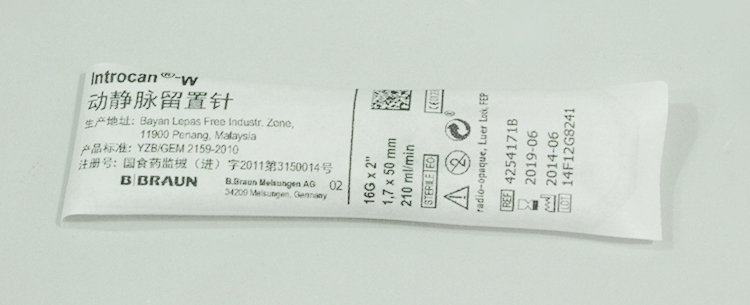 Introcan®-W
动静脉留置针
生产地址: Bayan Lepas Free Industr. Zone,
11900 Penang, Malaysia
产品标准: YZB/GEM 2159-2010
注册号: 国食药监械（进）字2011第3150014号
B BRAUN
B.Braun Melsungen AG 02
34209 Melsungen, Germany
16G x 2"
1,7 x 50 mm
210 ml/min
STERILE EO
radio-opaque, Luer Lock, FEP
REF 4254171B
2019-06
2014-06
LOT 14F12G8241